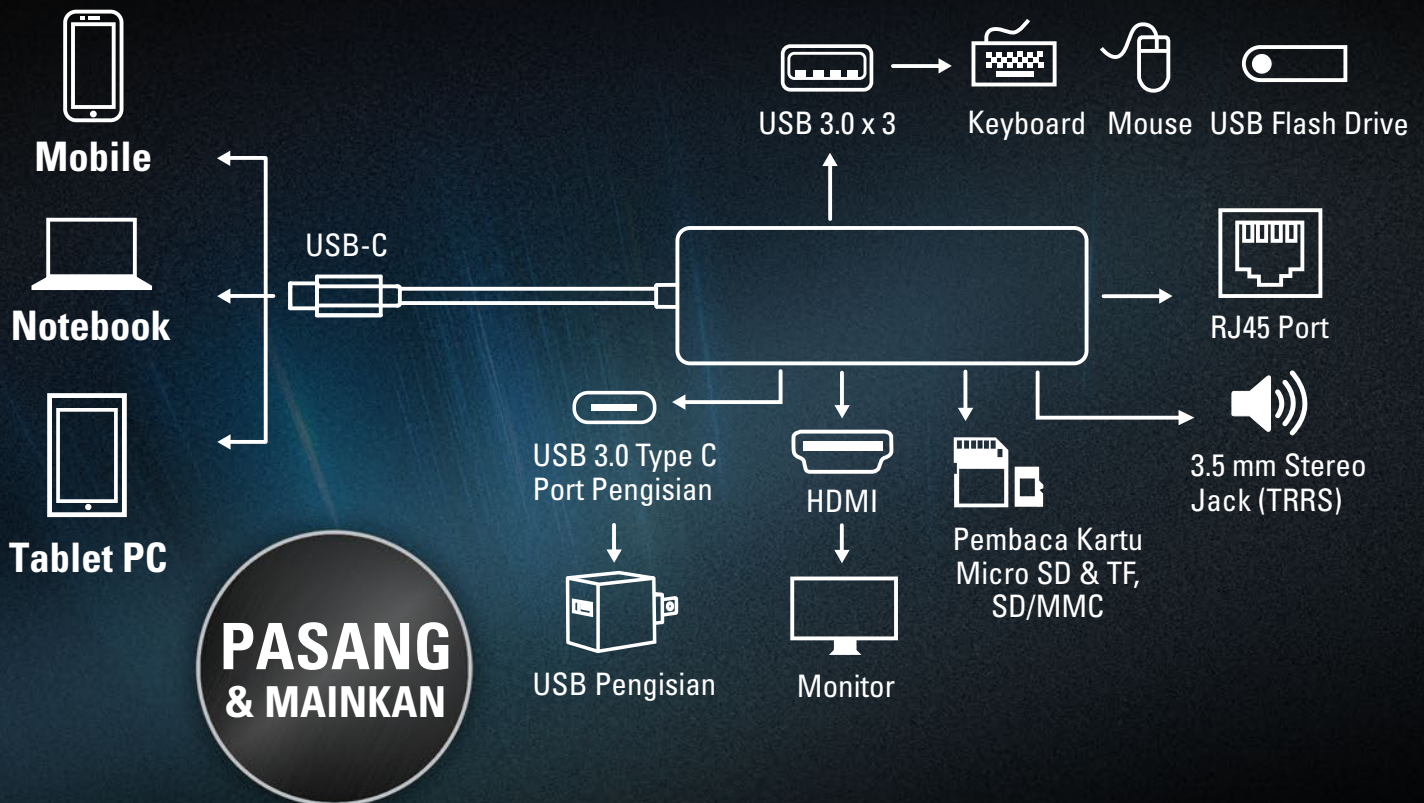 Mobile
Notebook
Tablet PC
USB-C
USB 3.0 x 3
Keyboard
Mouse
USB Flash Drive
RJ45 Port
3.5 mm Stereo
Jack (TRRS)
USB 3.0 Type C
Port Pengisian
USB Pengisian
HDMI
Monitor
Pembaca Kartu
Micro SD & TF,
SD/MMC
PASANG
& MAINKAN